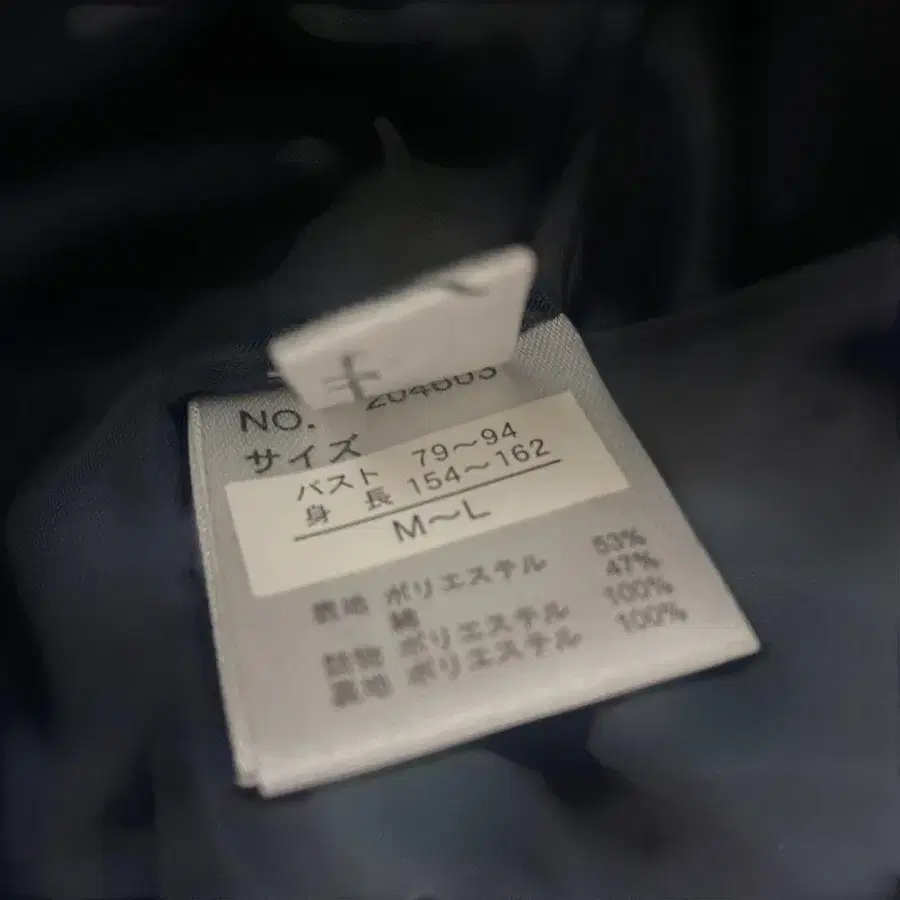 NO.
サイズ
バスト 79～94
身長 154～162
M～L
表地 ポリエステル 53%
綿 47%
詰物 ポリエステル 100%
裏地 ポリエステル 100%